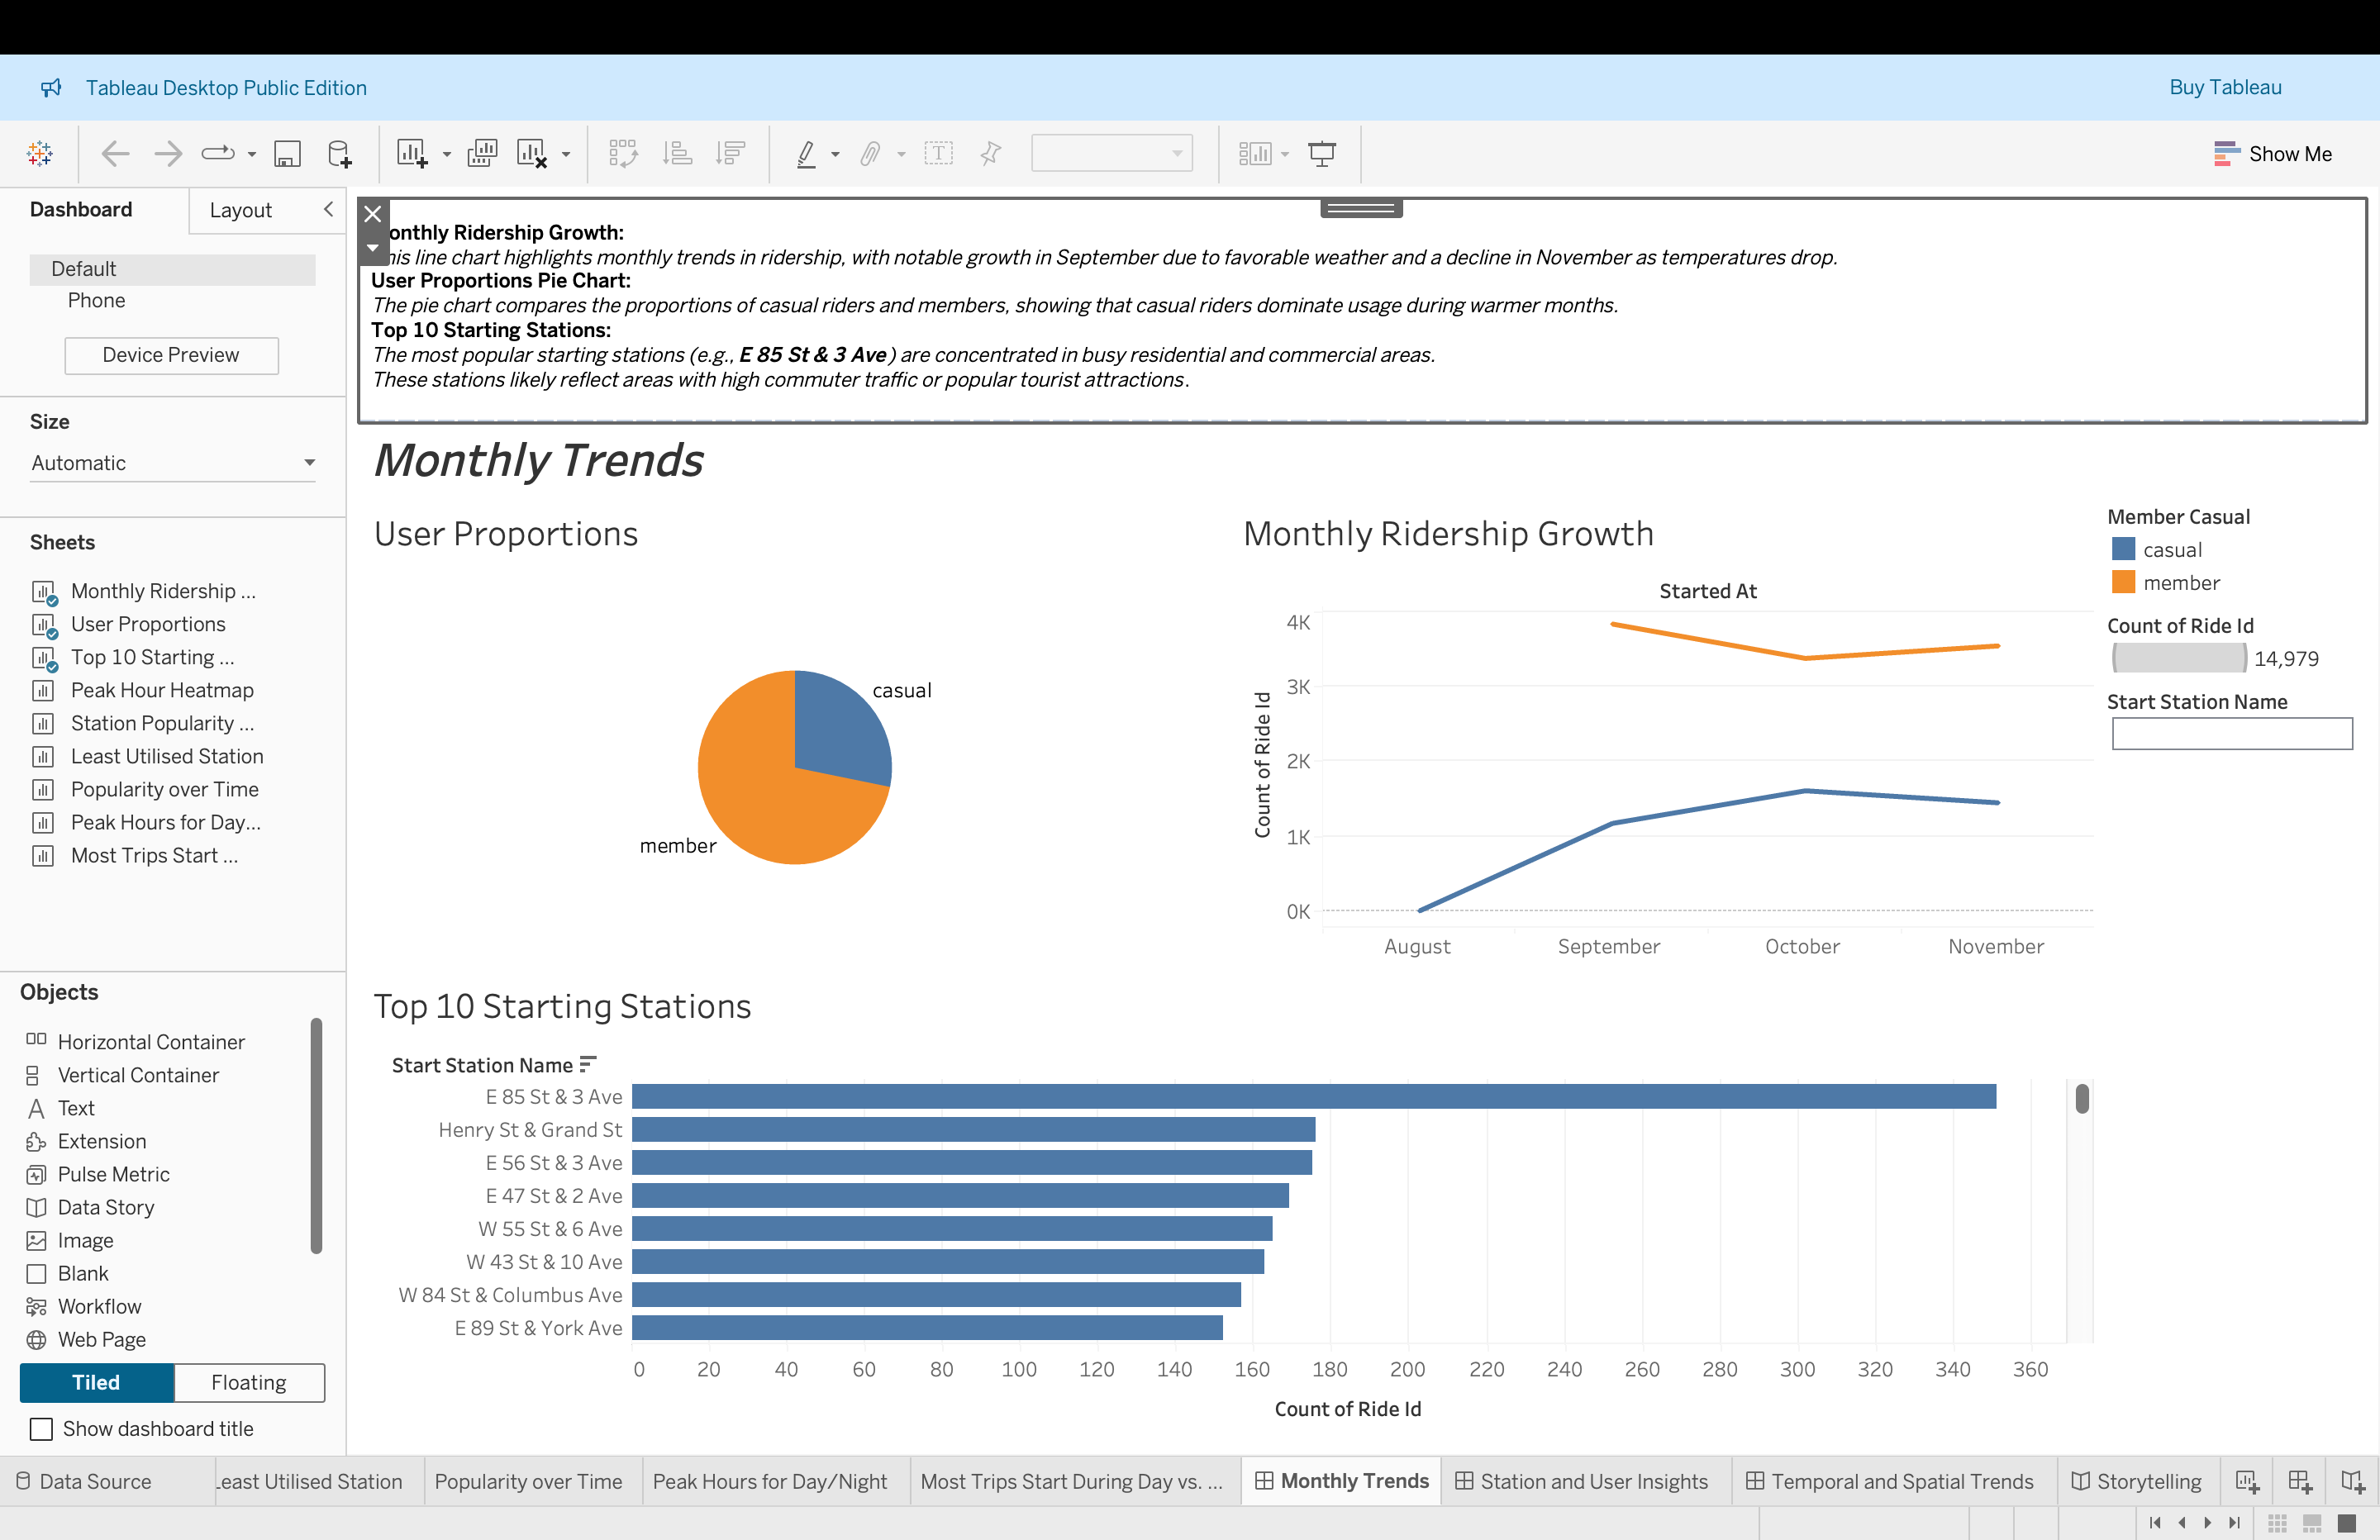 Tableau Desktop Public Edition
Buy Tableau
Show Me
Dashboard
Layout
Default
Phone
Device Preview
Size
Automatic
Sheets
Monthly Ridership ...
User Proportions
Top 10 Starting ...
Peak Hour Heatmap
Station Popularity ...
Least Utilised Station
Popularity over Time
Peak Hours for Day...
Most Trips Start ...
Objects
Horizontal Container
Vertical Container
Text
Extension
Pulse Metric
Data Story
Image
Blank
Workflow
Web Page
Tiled
Floating
Show dashboard title
onthly Ridership Growth:
his line chart highlights monthly trends in ridership, with notable growth in September due to favorable weather and a decline in November as temperatures drop.
User Proportions Pie Chart:
The pie chart compares the proportions of casual riders and members, showing that casual riders dominate usage during warmer months.
Top 10 Starting Stations:
The most popular starting stations (e.g., E 85 St & 3 Ave) are concentrated in busy residential and commercial areas.
These stations likely reflect areas with high commuter traffic or popular tourist attractions.
Monthly Trends
User Proportions
casual
member
Monthly Ridership Growth
Started At
Count of Ride Id
4K
3K
2K
1K
0K
August
September
October
November
Member Casual
casual
member
Count of Ride Id
14,979
Start Station Name
Top 10 Starting Stations
Start Station Name
E 85 St & 3 Ave
Henry St & Grand St
E 56 St & 3 Ave
E 47 St & 2 Ave
W 55 St & 6 Ave
W 43 St & 10 Ave
W 84 St & Columbus Ave
E 89 St & York Ave
0 20 40 60 80 100 120 140 160 180 200 220 240 260 280 300 320 340 360
Count of Ride Id
Data Source
Least Utilised Station
Popularity over Time
Peak Hours for Day/Night
Most Trips Start During Day vs. ...
Monthly Trends
Station and User Insights
Temporal and Spatial Trends
Storytelling